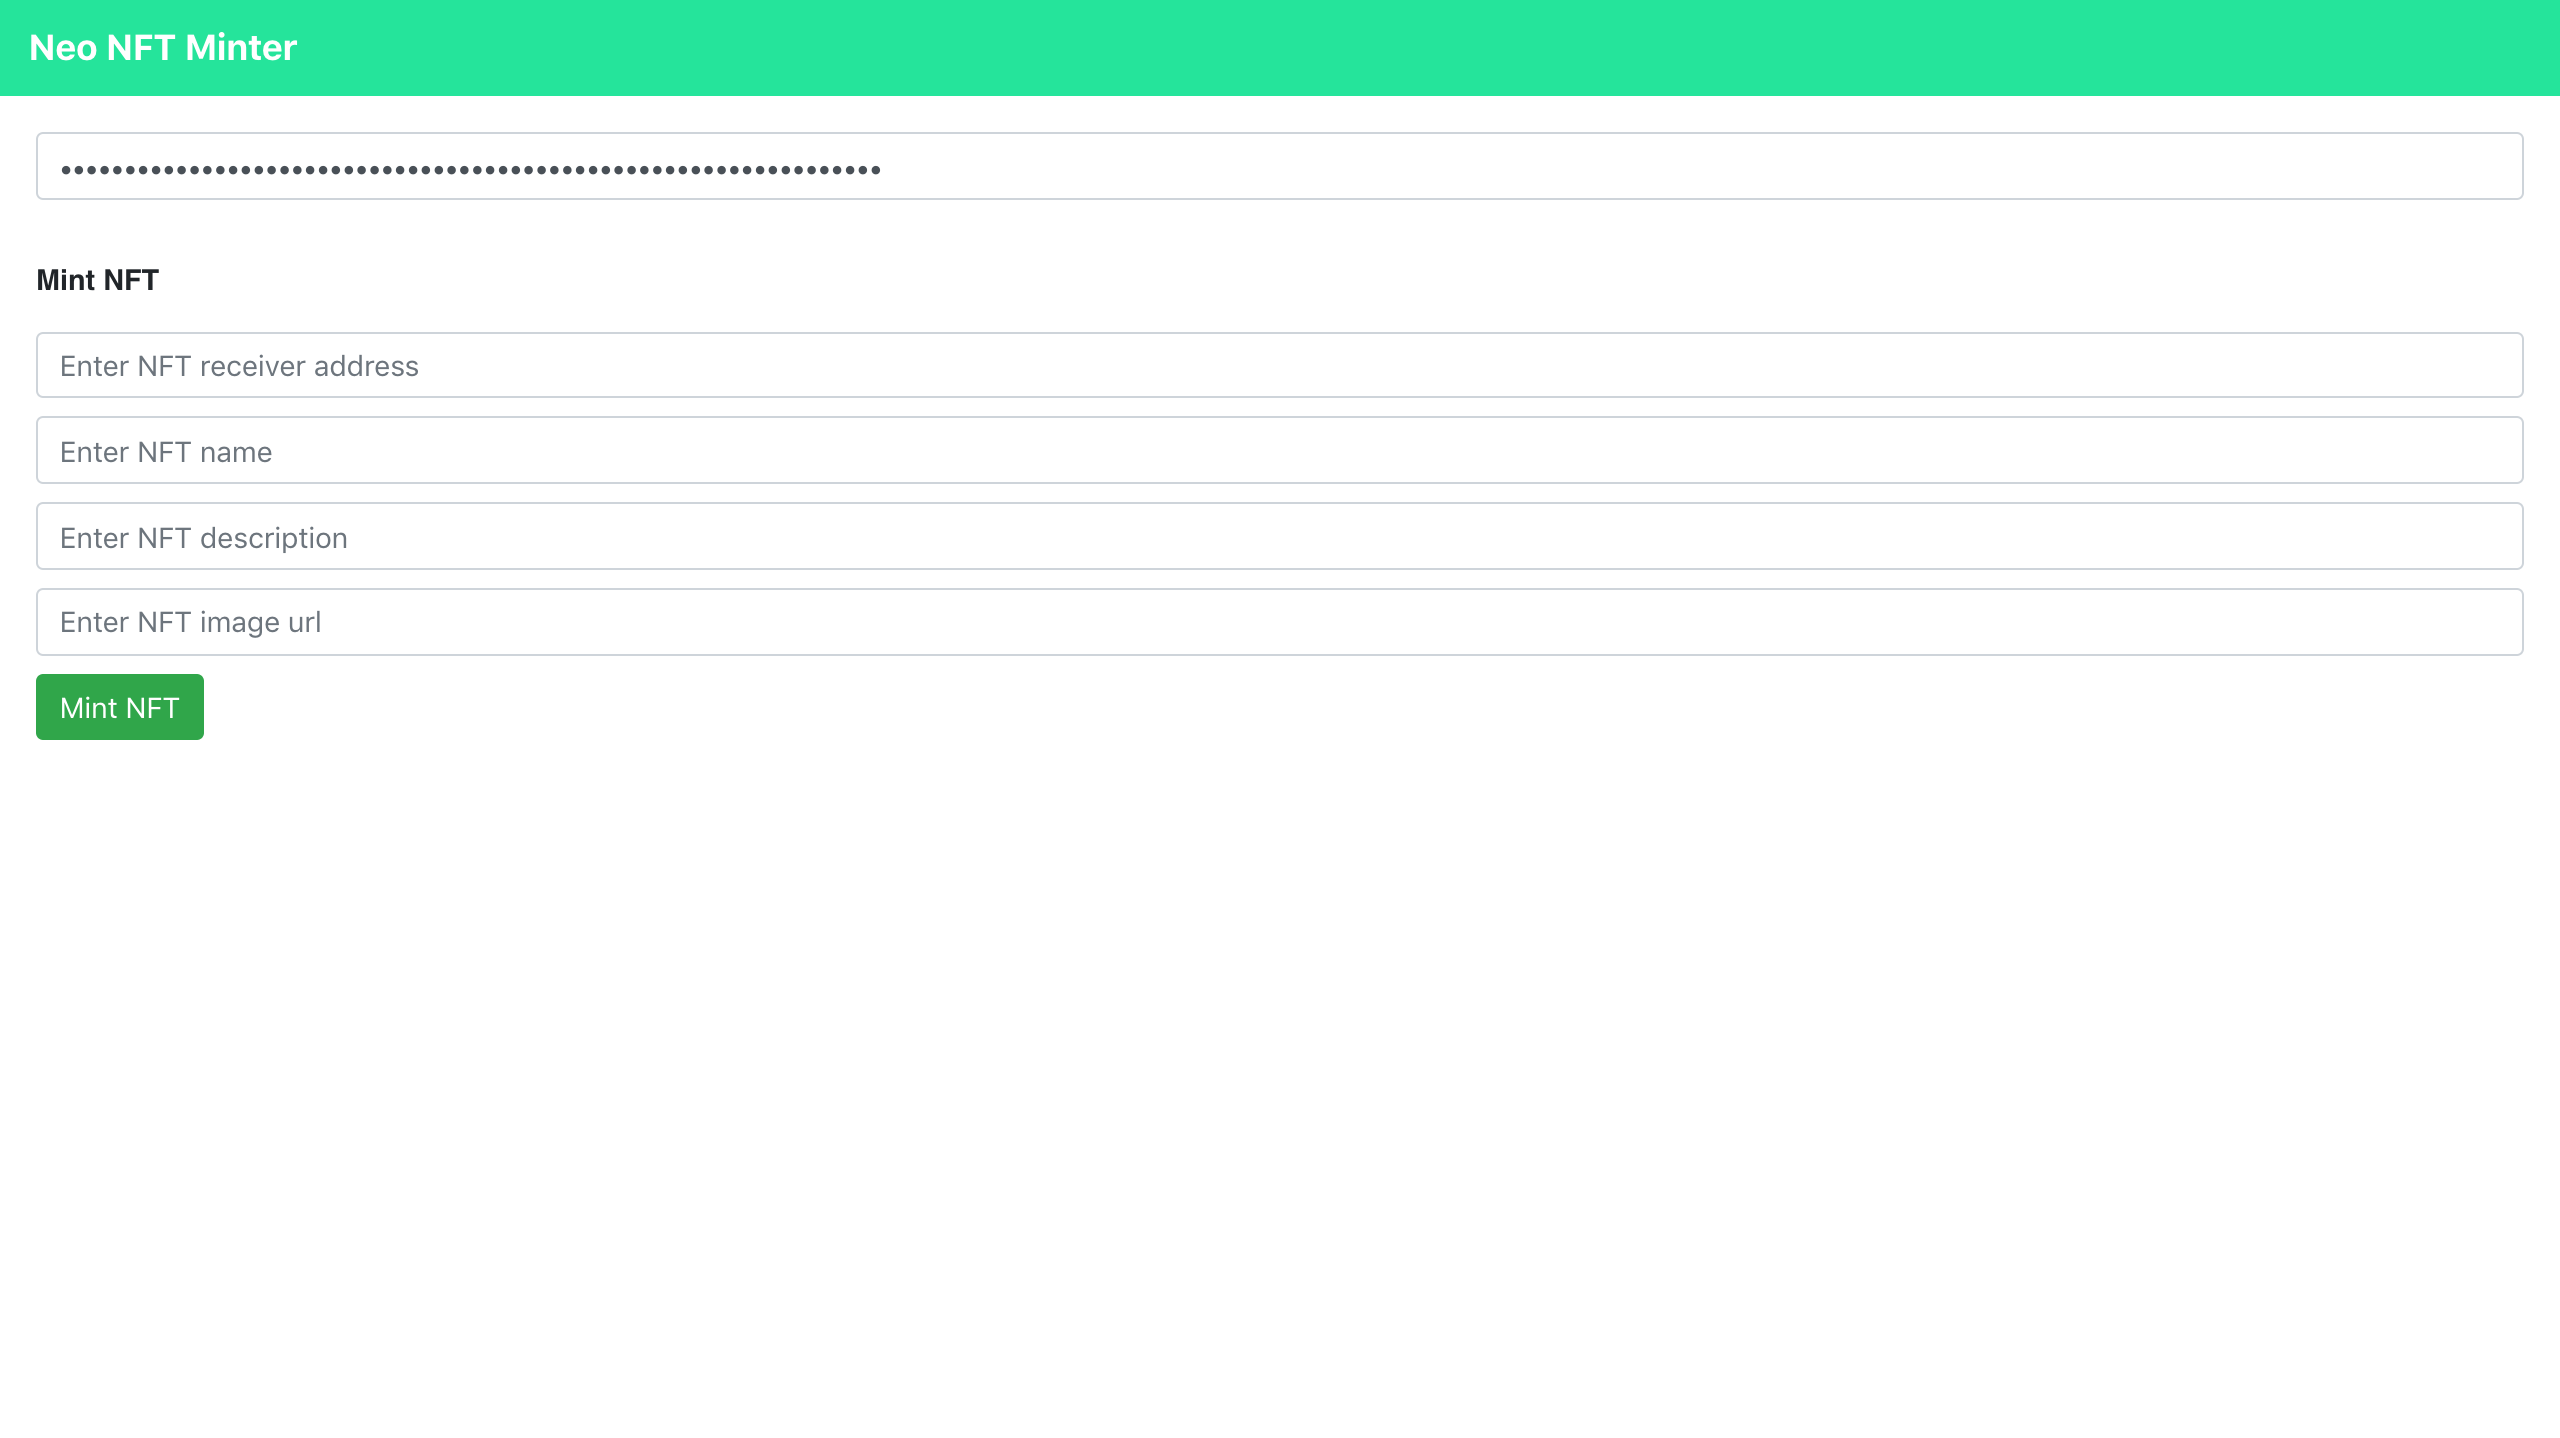 Neo NFT Minter
••••••••••••••••••••••••••••••••••••••••••••••••••••••••••••••••
Mint NFT
Enter NFT receiver address
Enter NFT name
Enter NFT description
Enter NFT image url
Mint NFT